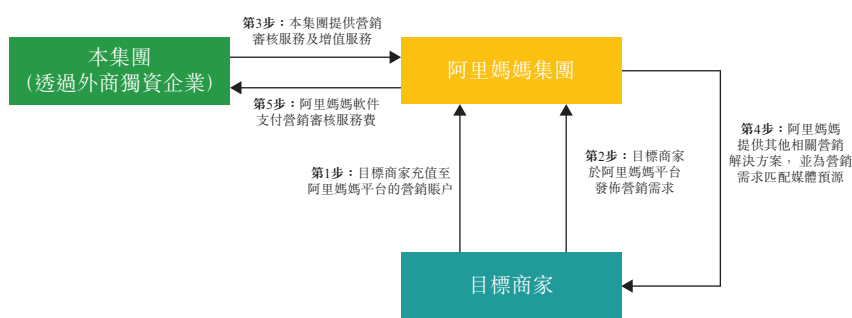 第3步：本集團提供營銷
審核服務及增值服務
本集團
（透過外商獨資企業）
阿里媽媽集團
第5步：阿里媽媽軟件
支付營銷審核服務費
第4步：阿里媽媽
提供其他相關營銷
解決方案，並為營銷
需求匹配媒體預源
第1步：目標商家充值至
阿里媽媽平台的營銷賬户
第2步：目標商家
於阿里媽媽平台
發佈營銷需求
目標商家